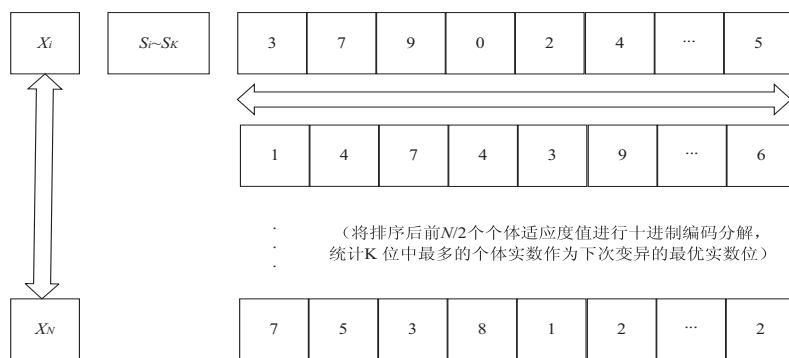 Xi Si~SK 3 7 9 0 2 4 ... 5
1 4 7 4 3 9 ... 6
（将排序后前N/2个个体适应度值进行十进制编码分解，
统计K 位中最多的个体实数作为下次变异的最优实数位）
XN 7 5 3 8 1 2 ... 2